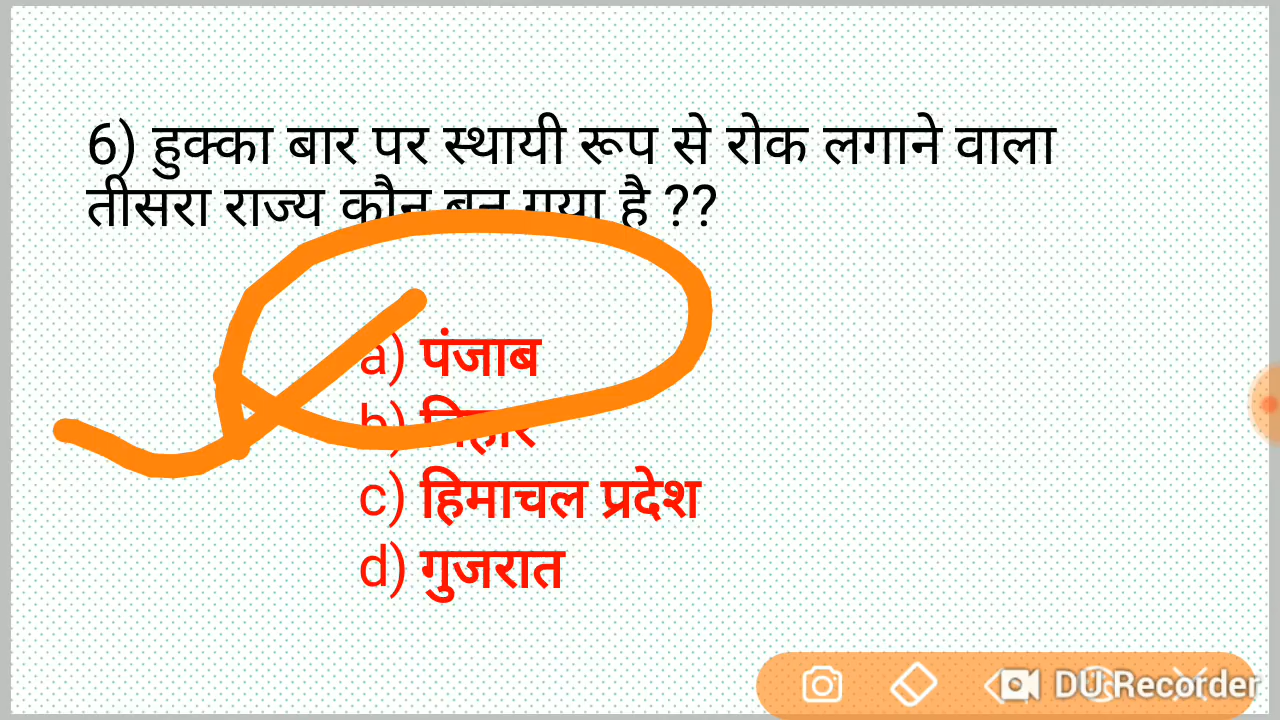 6) हुक्का बार पर स्थायी रूप से रोक लगाने वाला
तीसरा राज्य कौन बन गया है ??
a) पंजाब
b) बिहार
c) हिमाचल प्रदेश
d) गुजरात
DU Recorder